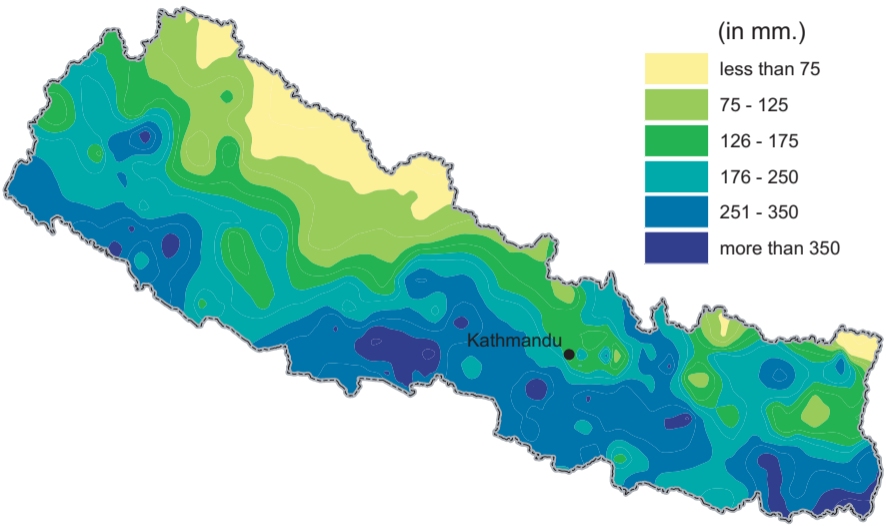 (in mm.)
less than 75
75 - 125
126 - 175
176 - 250
251 - 350
more than 350
Kathmandu